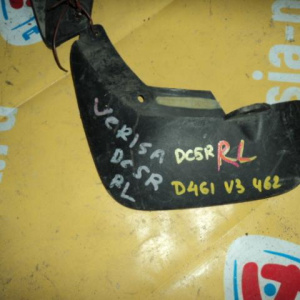 VERISA
DC5R
RL
DC5R RL
D461 V3 462